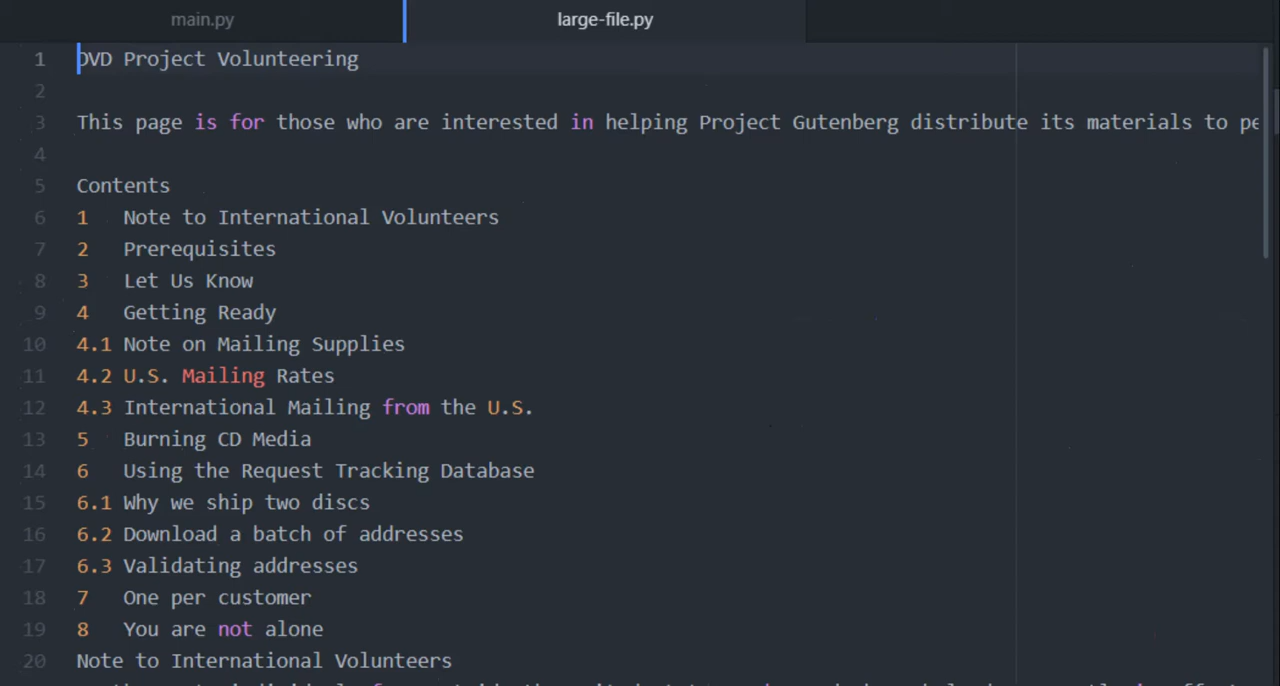 main.py
large-file.py
1 DVD Project Volunteering
2
3 This page is for those who are interested in helping Project Gutenberg distribute its materials to pe
4
5 Contents
6 1 Note to International Volunteers
7 2 Prerequisites
8 3 Let Us Know
9 4 Getting Ready
10 4.1 Note on Mailing Supplies
11 4.2 U.S. Mailing Rates
12 4.3 International Mailing from the U.S.
13 5 Burning CD Media
14 6 Using the Request Tracking Database
15 6.1 Why we ship two discs
16 6.2 Download a batch of addresses
17 6.3 Validating addresses
18 7 One per customer
19 8 You are not alone
20 Note to International Volunteers